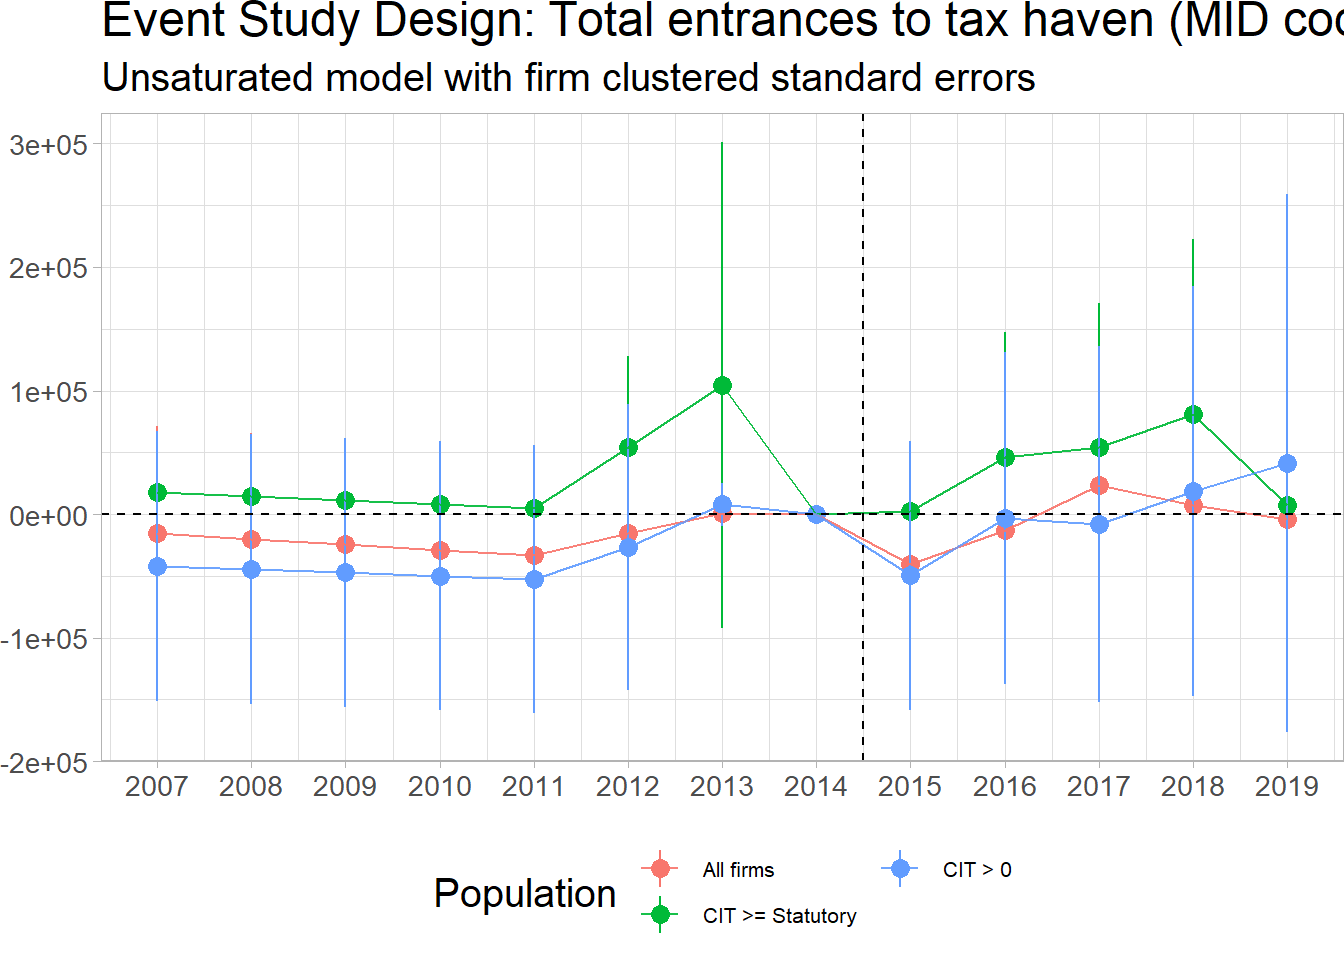 Event Study Design: Total entrances to tax haven (MID
Unsaturated model with firm clustered standard errors
3e+05
2e+05
1e+05
0e+00
-1e+05
-2e+05
2007 2008 2009 2010 2011 2012 2013 2014 2015 2016 2017 2018 2019
Population
All firms
CIT > 0
CIT >= Statutory